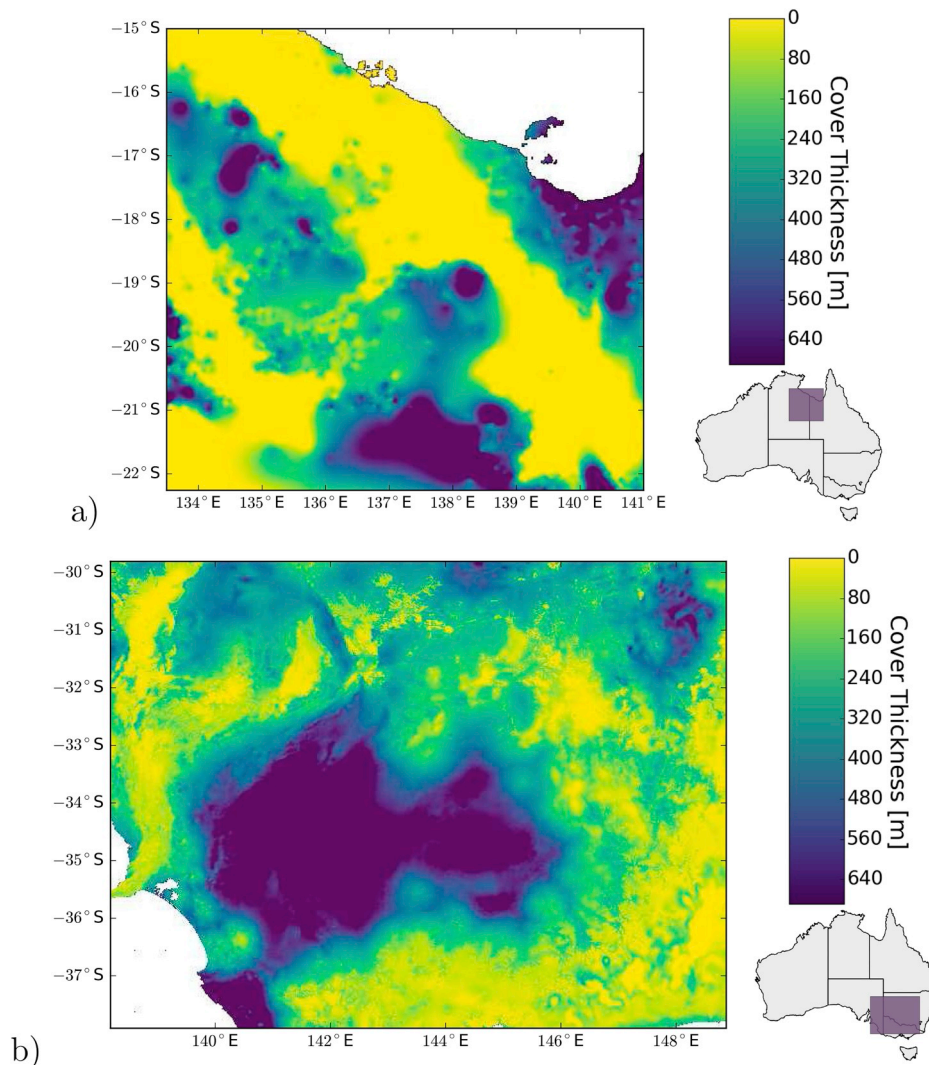 −15°S
−16°S
−17°S
−18°S
−19°S
−20°S
−21°S
−22°S
134°E 135°E 136°E 137°E 138°E 139°E 140°E 141°E
a)
0
80
160
240
320
400
480
560
640
Cover Thickness [m]
−30°S
−31°S
−32°S
−33°S
−34°S
−35°S
−36°S
−37°S
140°E 142°E 144°E 146°E 148°E
b)
0
80
160
240
320
400
480
560
640
Cover Thickness [m]